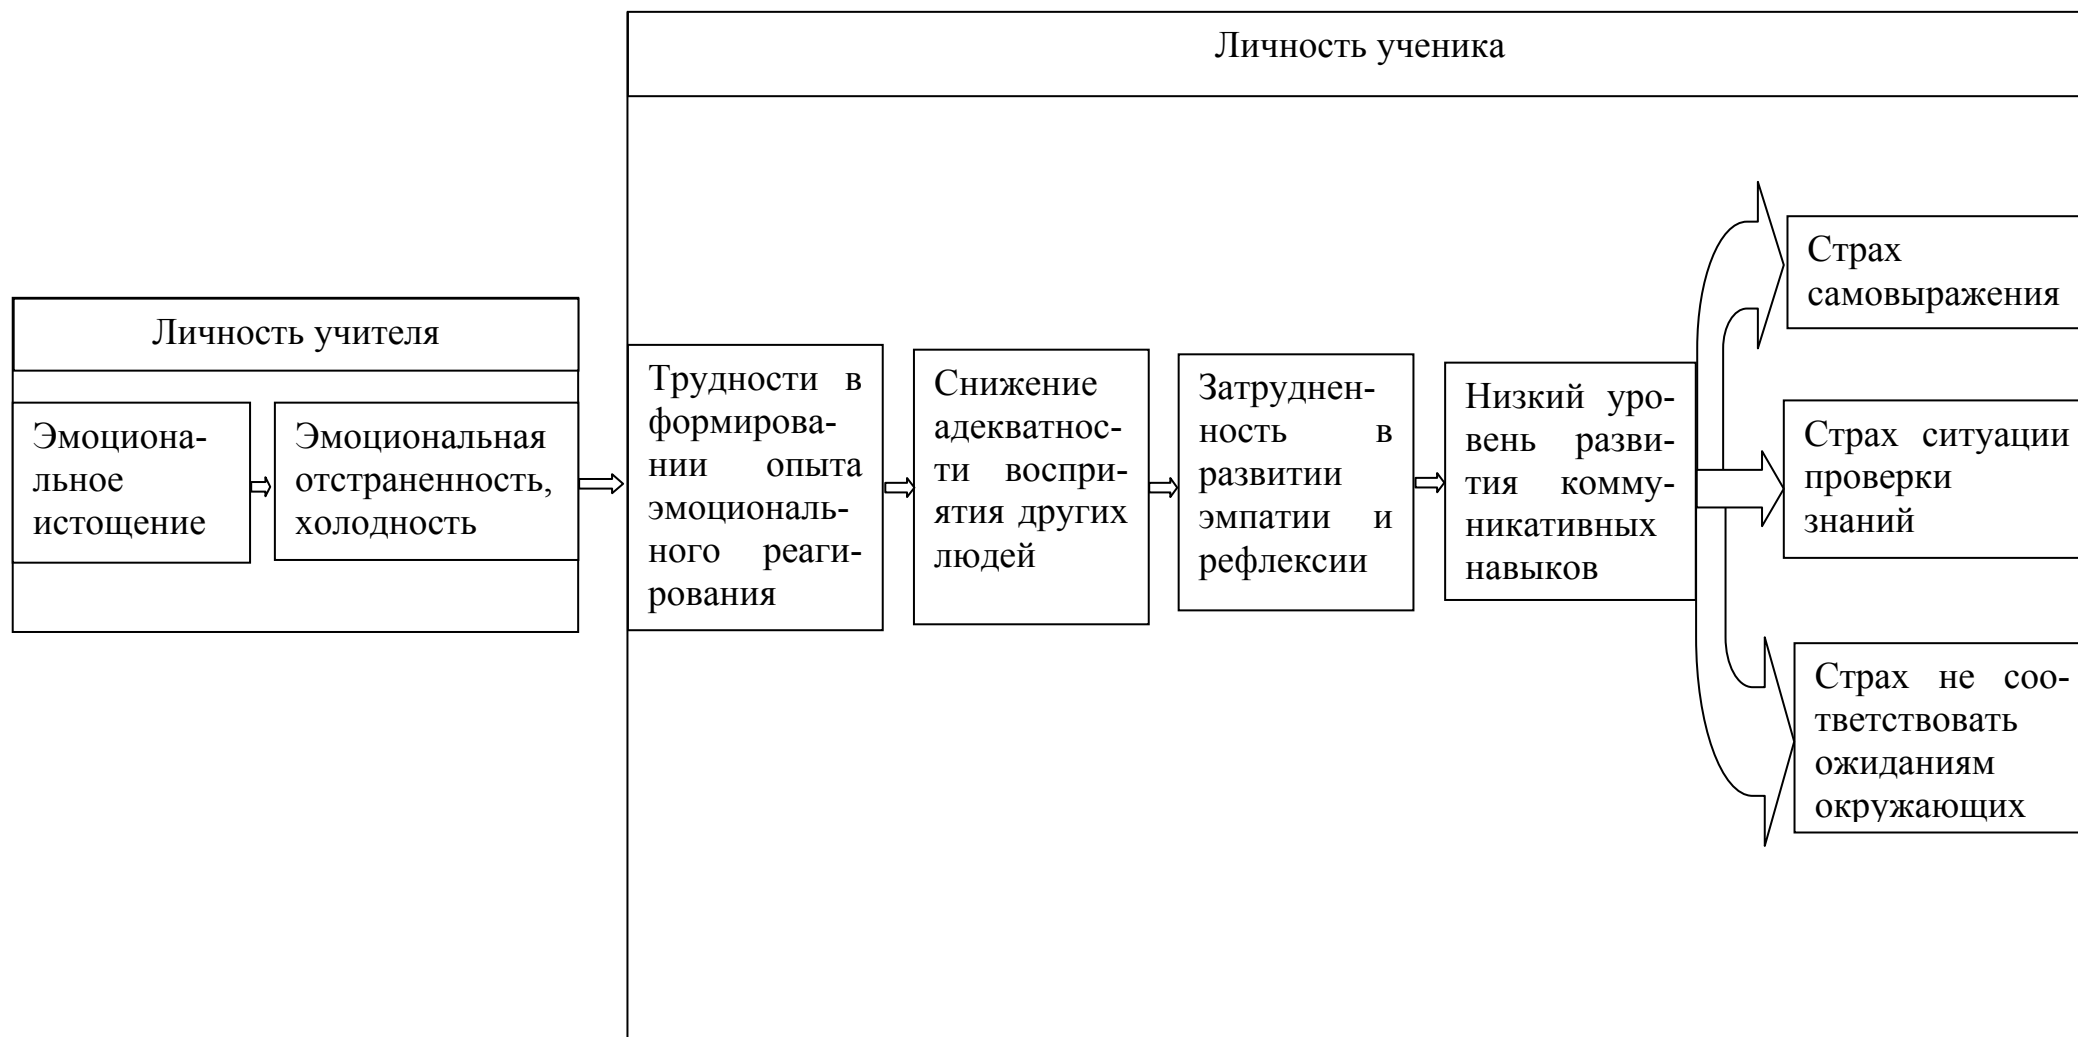 Личность ученика
Личность учителя
Эмоциона-
льное
истощение
Эмоциональная
отстраненность,
холодность
Трудности в
формирова-
нии опыта
эмоциональ-
ного реаги-
рования
Снижение
адекватнос-
ти воспри-
ятия других
людей
Затруднен-
ность в
развитии
эмпатии и
рефлексии
Низкий уро-
вень разви-
тия комму-
никативных
навыков
Страх
самовыражения
Страх ситуации
проверки
знаний
Страх не соо-
тветствовать
ожиданиям
окружающих